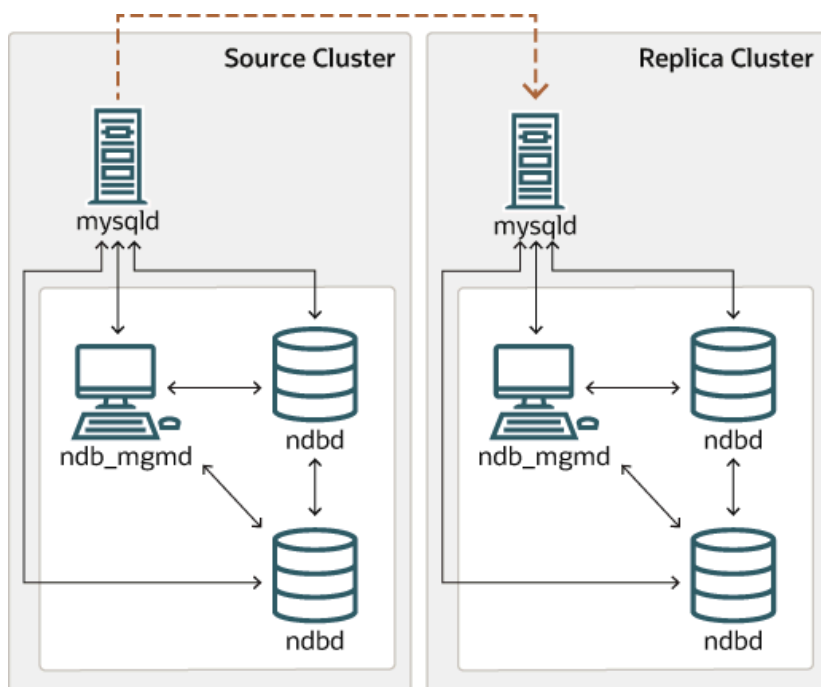 Source Cluster
mysqld
ndb_mgmd
ndbd
ndbd
Replica Cluster
mysqld
ndb_mgmd
ndbd
ndbd